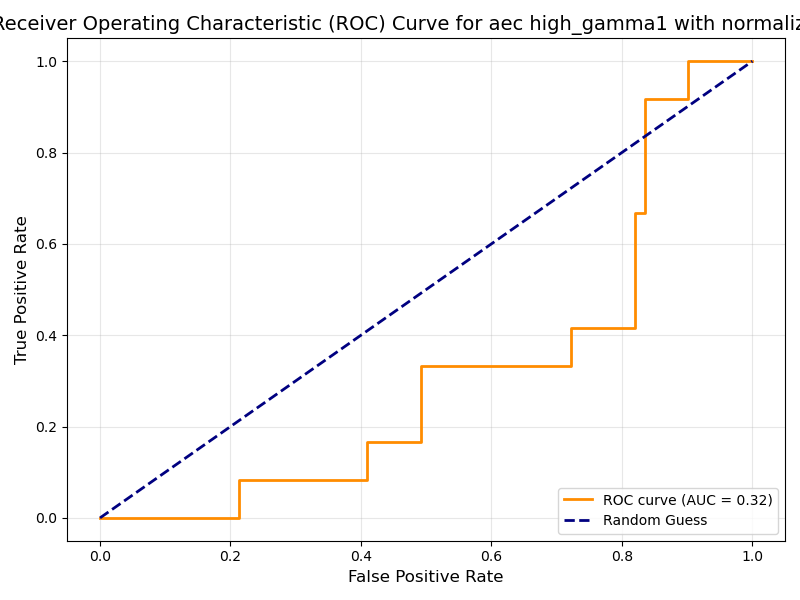 Receiver Operating Characteristic (ROC) Curve for aec high_gamma1 with
1.0
0.8
0.6
0.4
0.2
0.0
True Positive Rate
0.0 0.2 0.4 0.6 0.8 1.0
False Positive Rate
ROC curve (AUC = 0.32)
Random Guess